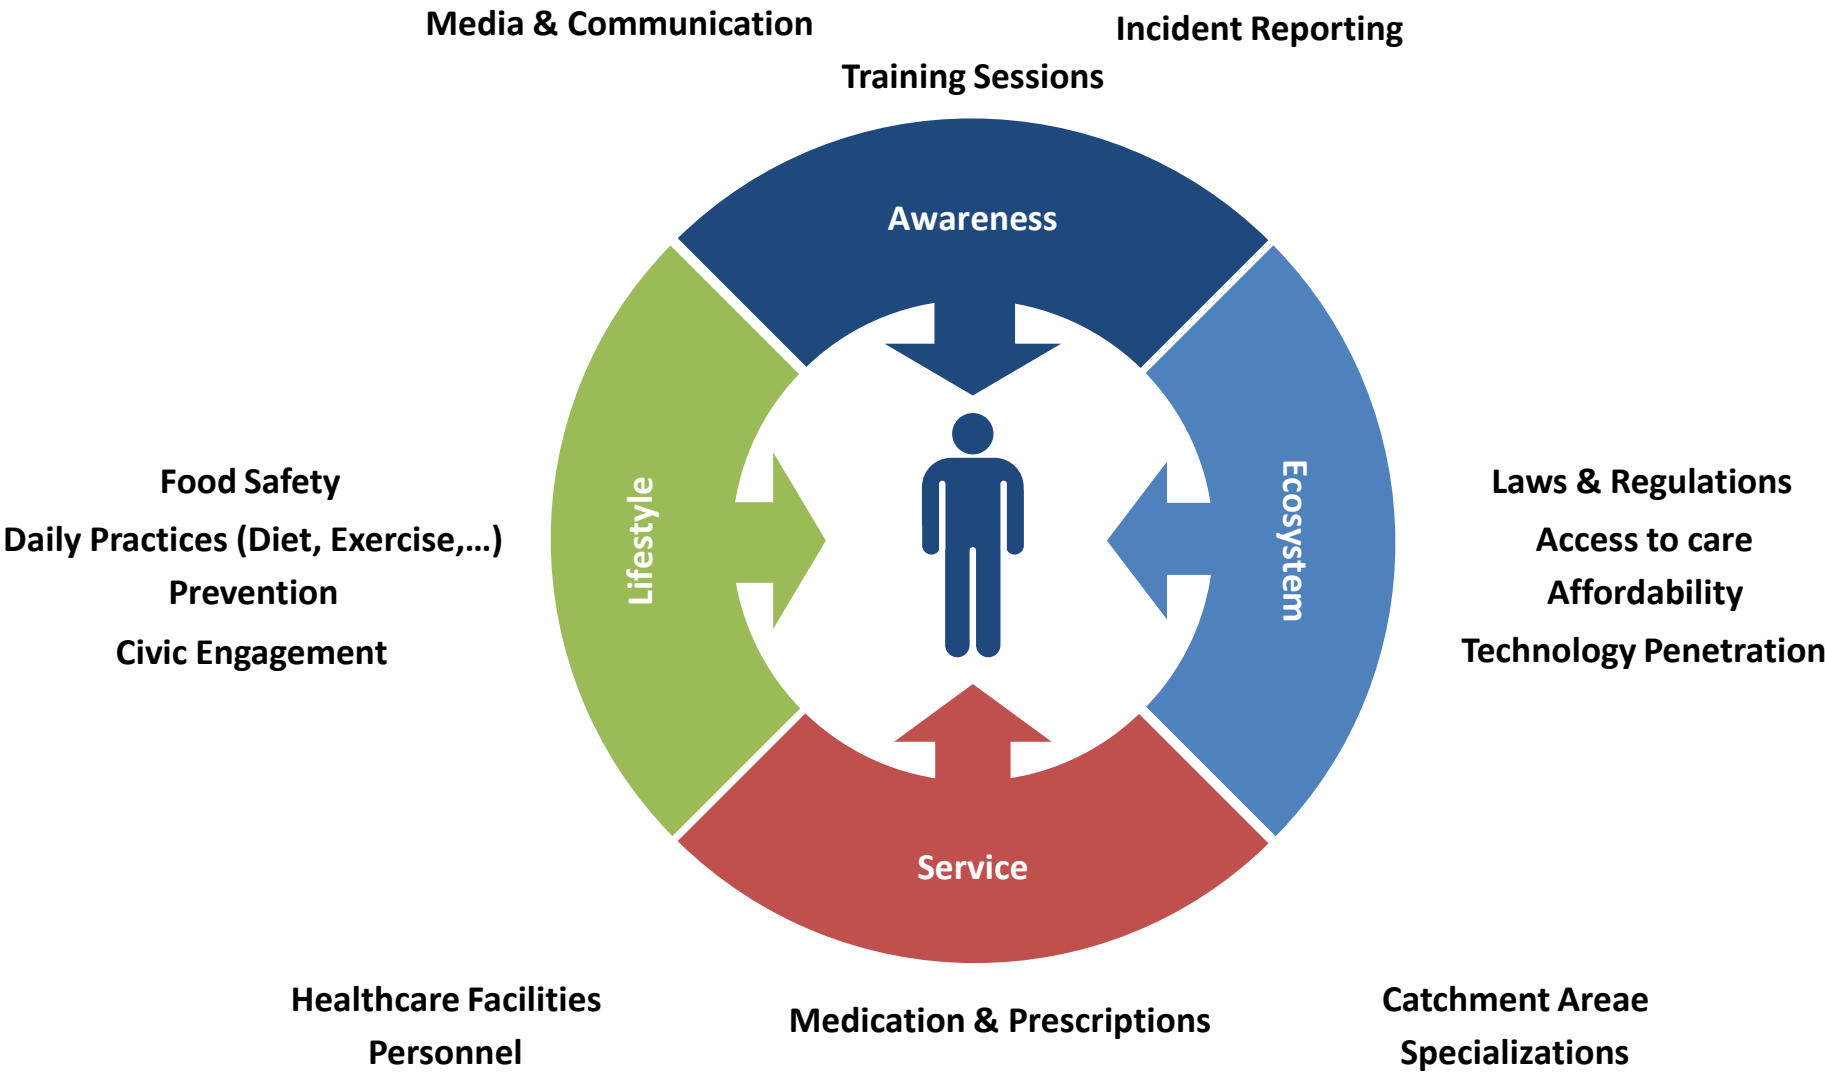 Media & Communication
Incident Reporting
Training Sessions
Awareness
Food Safety
Daily Practices (Diet, Exercise,...)
Prevention
Civic Engagement
Lifestyle
Ecosystem
Laws & Regulations
Access to care
Affordability
Technology Penetration
Service
Healthcare Facilities
Personnel
Medication & Prescriptions
Catchment Areae
Specializations